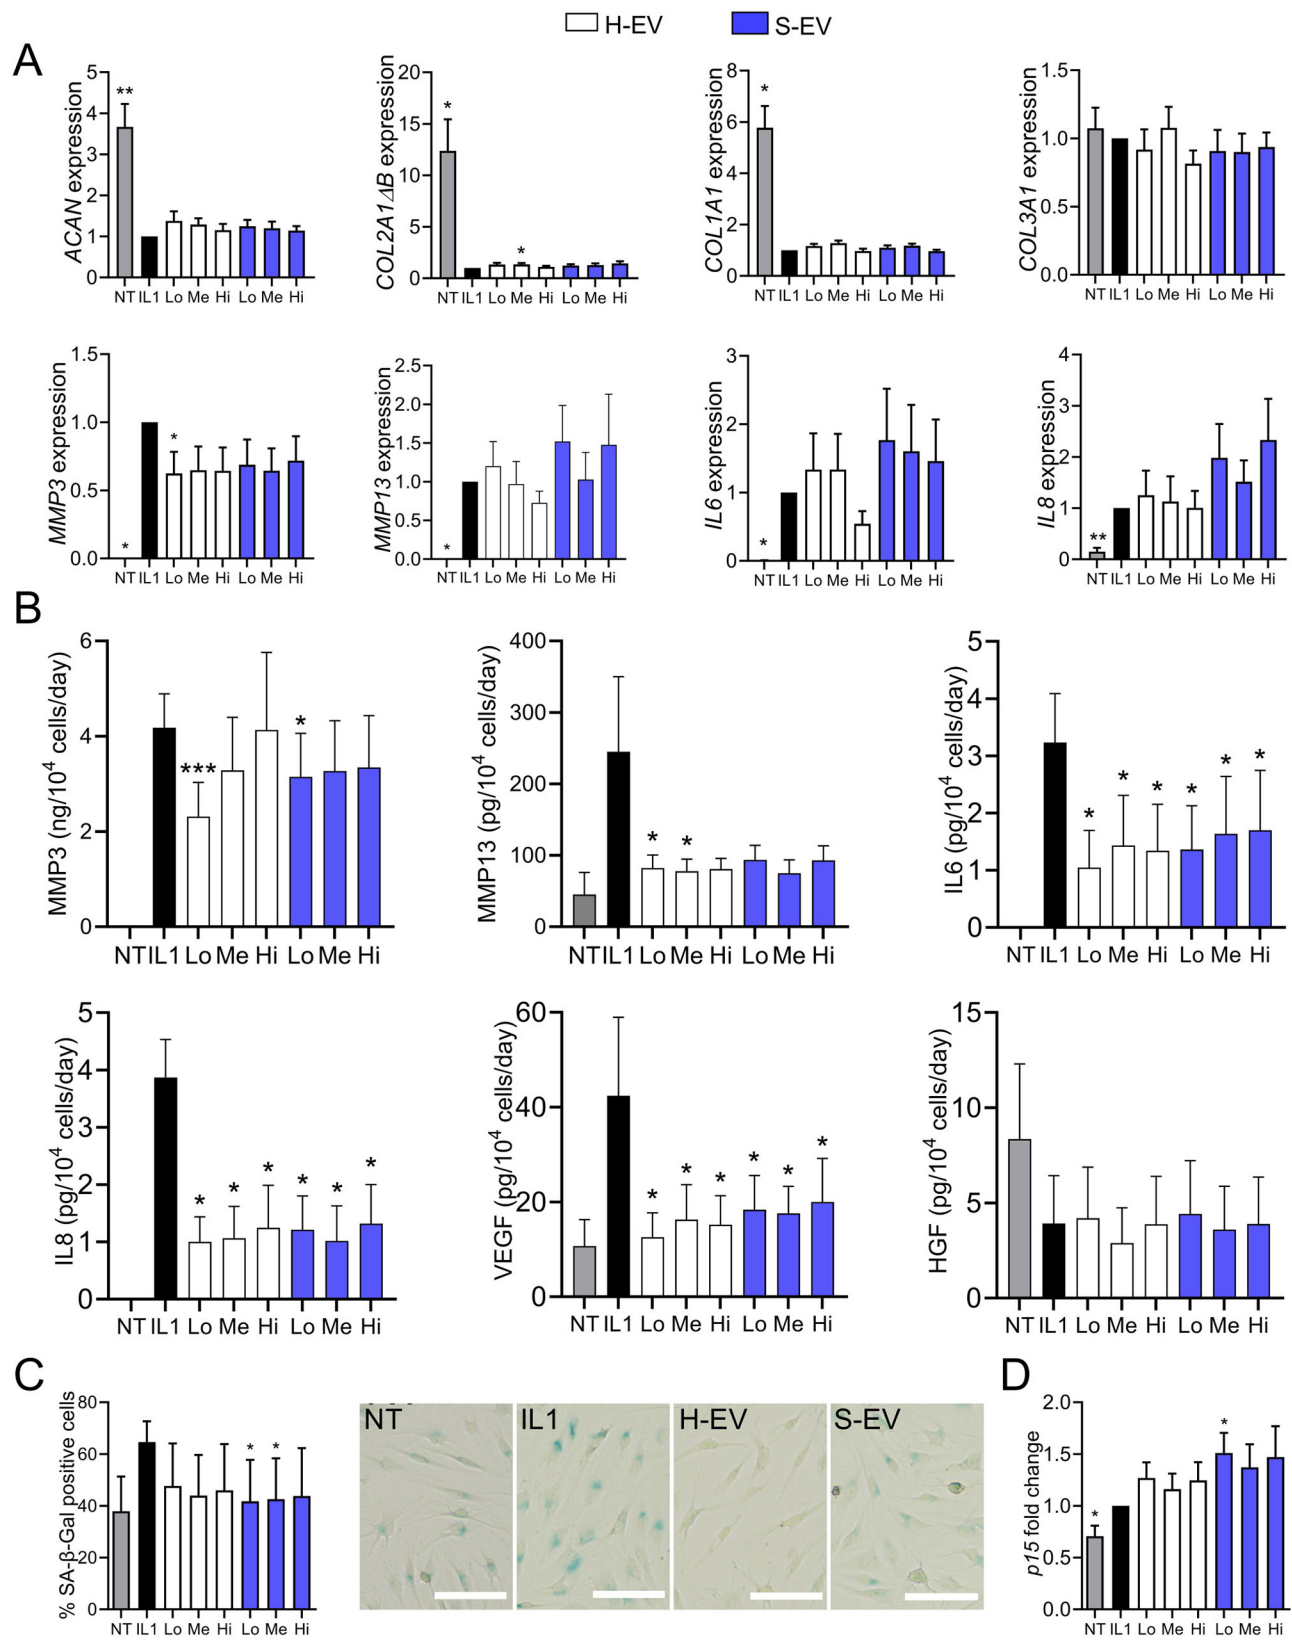 H-EV S-EV
A
ACAN expression
5
4
3
2
1
0
**
NT IL1 Lo Me Hi Lo Me Hi
COL2A1ΔB expression
20
15
10
5
0
*
*
NT IL1 Lo Me Hi Lo Me Hi
COL1A1 expression
8
6
4
2
0
*
NT IL1 Lo Me Hi Lo Me Hi
COL3A1 expression
1.5
1.0
0.5
0.0
NT IL1 Lo Me Hi Lo Me Hi
MMP3 expression
1.5
1.0
0.5
0.0
*
*
NT IL1 Lo Me Hi Lo Me Hi
MMP13 expression
2.5
2.0
1.5
1.0
0.5
0.0
*
NT IL1 Lo Me Hi Lo Me Hi
IL6 expression
3
2
1
0
*
NT IL1 Lo Me Hi Lo Me Hi
IL8 expression
4
3
2
1
0
**
NT IL1 Lo Me Hi Lo Me Hi
B
MMP3 (ng/10⁴ cells/day)
6
4
2
0
***
*
NT IL1 Lo Me Hi Lo Me Hi
MMP13 (pg/10⁴ cells/day)
400
300
200
100
0
* *
NT IL1 Lo Me Hi Lo Me Hi
IL6 (pg/10⁴ cells/day)
5
4
3
2
1
0
* * * * * *
NT IL1 Lo Me Hi Lo Me Hi
IL8 (pg/10⁴ cells/day)
5
4
3
2
1
0
* * * * * *
NT IL1 Lo Me Hi Lo Me Hi
VEGF (pg/10⁴ cells/day)
60
40
20
0
* * * * * *
NT IL1 Lo Me Hi Lo Me Hi
HGF (pg/10⁴ cells/day)
15
10
5
0
NT IL1 Lo Me Hi Lo Me Hi
C
% SA-β-Gal positive cells
80
60
40
20
0
* *
NT IL1 Lo Me Hi Lo Me Hi
NT IL1 H-EV S-EV
D
p15 fold change
2.0
1.5
1.0
0.5
0.0
*
*
NT IL1 Lo Me Hi Lo Me Hi